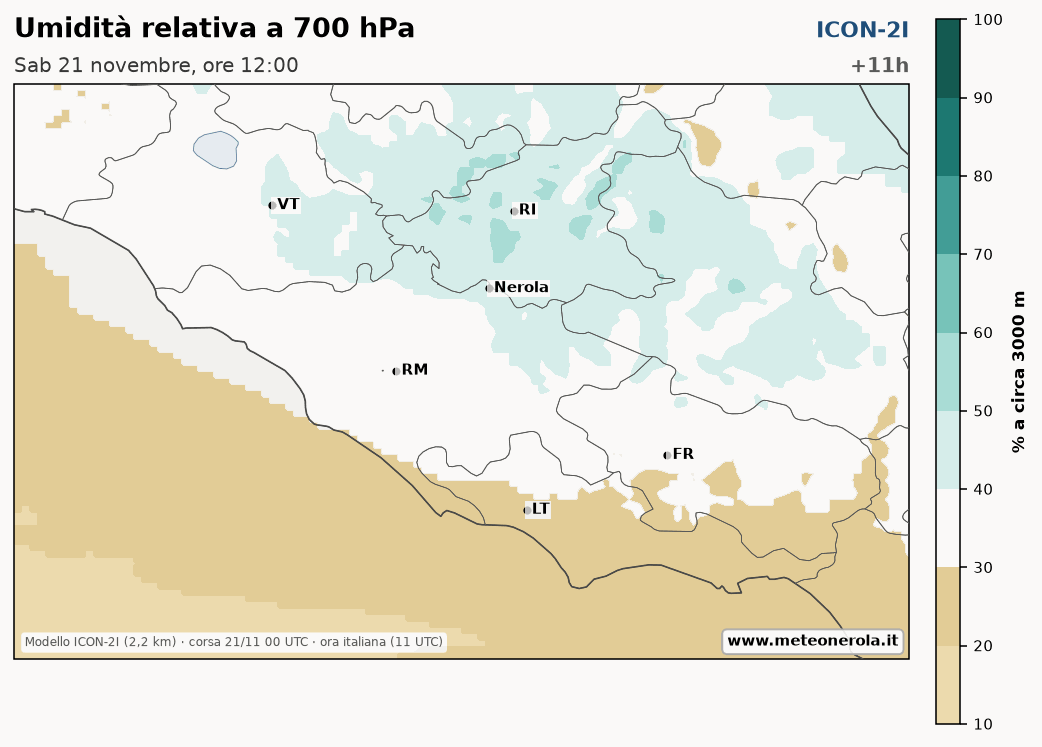 Umidità relativa a 700 hPa
ICON-2I
Sab 21 novembre, ore 12:00
+11h
VT
RI
Nerola
RM
FR
LT
Modello ICON-2I (2,2 km) · corsa 21/11 00 UTC · ora italiana (11 UTC)
www.meteonerola.it
100
90
80
70
60
50
40
30
20
10
% a circa 3000 m